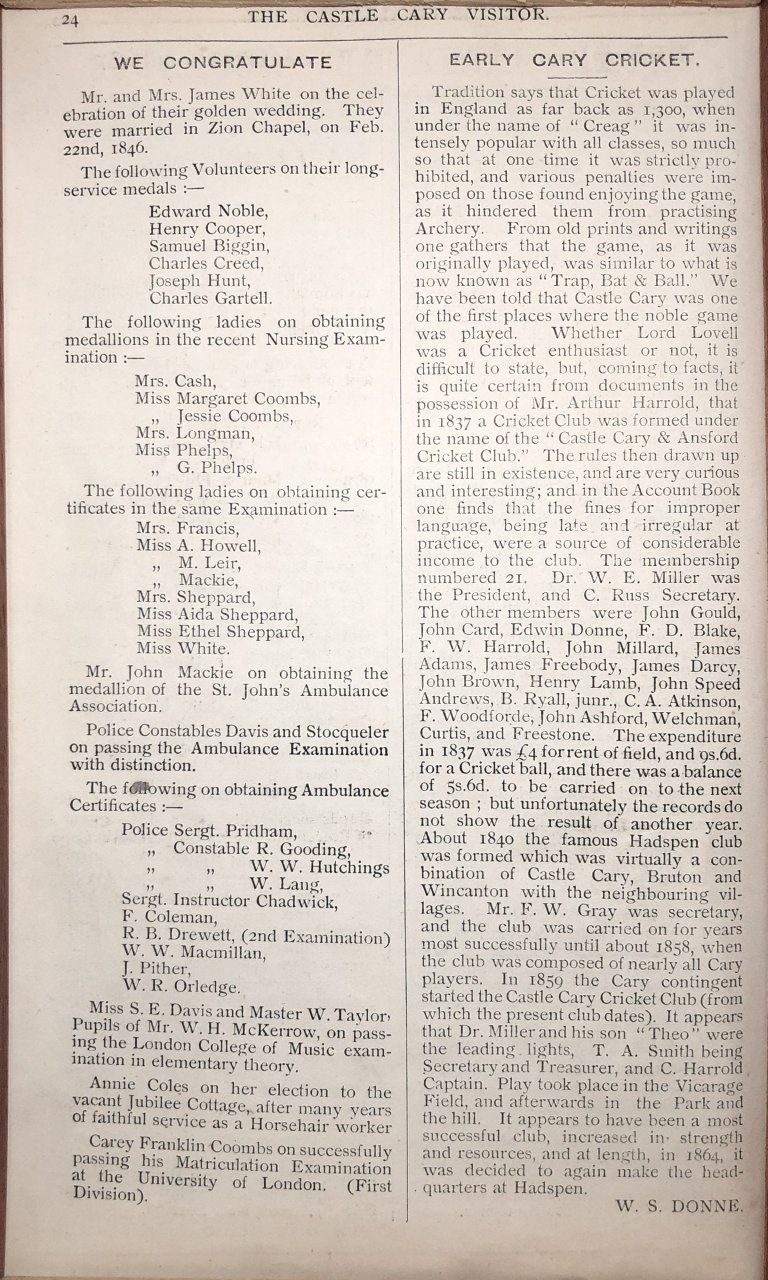 24
THE CASTLE CARY VISITOR.
WE CONGRATULATE
Mr. and Mrs. James White on the cel-
ebration of their golden wedding. They
were married in Zion Chapel, on Feb.
22nd, 1846.
The following Volunteers on their long-
service medals :—
Edward Noble,
Henry Cooper,
Samuel Biggin,
Charles Creed,
Joseph Hunt,
Charles Gartell.
The following ladies on obtaining
medallions in the recent Nursing Exam-
ination :—
Mrs. Cash,
Miss Margaret Coombs,
„ Jessie Coombs,
Mrs. Longman,
Miss Phelps,
„ G. Phelps.
The following ladies on obtaining cer-
tificates in the same Examination :—
Mrs. Francis,
Miss A. Howell,
„ M. Leir,
„ Mackie,
Mrs. Sheppard,
Miss Aida Sheppard,
Miss Ethel Sheppard,
Miss White.
Mr. John Mackie on obtaining the
medallion of the St. John's Ambulance
Association.
Police Constables Davis and Stocqueler
on passing the Ambulance Examination
with distinction.
The following on obtaining Ambulance
Certificates :—
Police Sergt. Pridham,
„ Constable R. Gooding,
„ „ W. W. Hutchings
„ „ W. Lang,
Sergt. Instructor Chadwick,
F. Coleman,
R. B. Drewett, (2nd Examination)
W. W. Macmillan,
J. Pither,
W. R. Orledge.
Miss S. E. Davis and Master W. Taylor,
Pupils of Mr. W. H. McKerrow, on pass-
ing the London College of Music exam-
ination in elementary theory.
Annie Coles on her election to the
vacant Jubilee Cottage, after many years
of faithful service as a Horsehair worker
Carey Franklin Coombs on successfully
passing his Matriculation Examination
at the University of London. (First
Division).
EARLY CARY CRICKET.
Tradition says that Cricket was played
in England as far back as 1,300, when
under the name of "Creag" it was in-
tensely popular with all classes, so much
so that at one time it was strictly pro-
hibited, and various penalties were im-
posed on those found enjoying the game,
as it hindered them from practising
Archery. From old prints and writings
one gathers that the game, as it was
originally played, was similar to what is
now known as "Trap, Bat & Ball." We
have been told that Castle Cary was one
of the first places where the noble game
was played. Whether Lord Lovell
was a Cricket enthusiast or not, it is
difficult to state, but, coming to facts, it
is quite certain from documents in the
possession of Mr. Arthur Harrold, that
in 1837 a Cricket Club was formed under
the name of the "Castle Cary & Ansford
Cricket Club." The rules then drawn up
are still in existence, and are very curious
and interesting; and in the Account Book
one finds that the fines for improper
language, being late and irregular at
practice, were a source of considerable
income to the club. The membership
numbered 21. Dr. W. E. Miller was
the President, and C. Russ Secretary.
The other members were John Gould,
John Card, Edwin Donne, F. D. Blake,
F. W. Harrold, John Millard, James
Adams, James Freebody, James Darcy,
John Brown, Henry Lamb, John Speed
Andrews, B. Ryall, junr., C. A. Atkinson,
F. Woodforde, John Ashford, Welchman,
Curtis, and Freestone. The expenditure
in 1837 was £4 for rent of field, and 9s.6d.
for a Cricket ball, and there was a balance
of 5s.6d. to be carried on to the next
season ; but unfortunately the records do
not show the result of another year.
About 1840 the famous Hadspen club
was formed which was virtually a con-
bination of Castle Cary, Bruton and
Wincanton with the neighbouring vil-
lages. Mr. F. W. Gray was secretary,
and the club was carried on for years
most successfully until about 1858, when
the club was composed of nearly all Cary
players. In 1859 the Cary contingent
started the Castle Cary Cricket Club (from
which the present club dates). It appears
that Dr. Miller and his son "Theo" were
the leading lights, T. A. Smith being
Secretary and Treasurer, and C. Harrold
Captain. Play took place in the Vicarage
Field, and afterwards in the Park and
the hill. It appears to have been a most
successful club, increased in strength
and resources, and at length, in 1864, it
was decided to again make the head-
quarters at Hadspen.
W. S. DONNE.